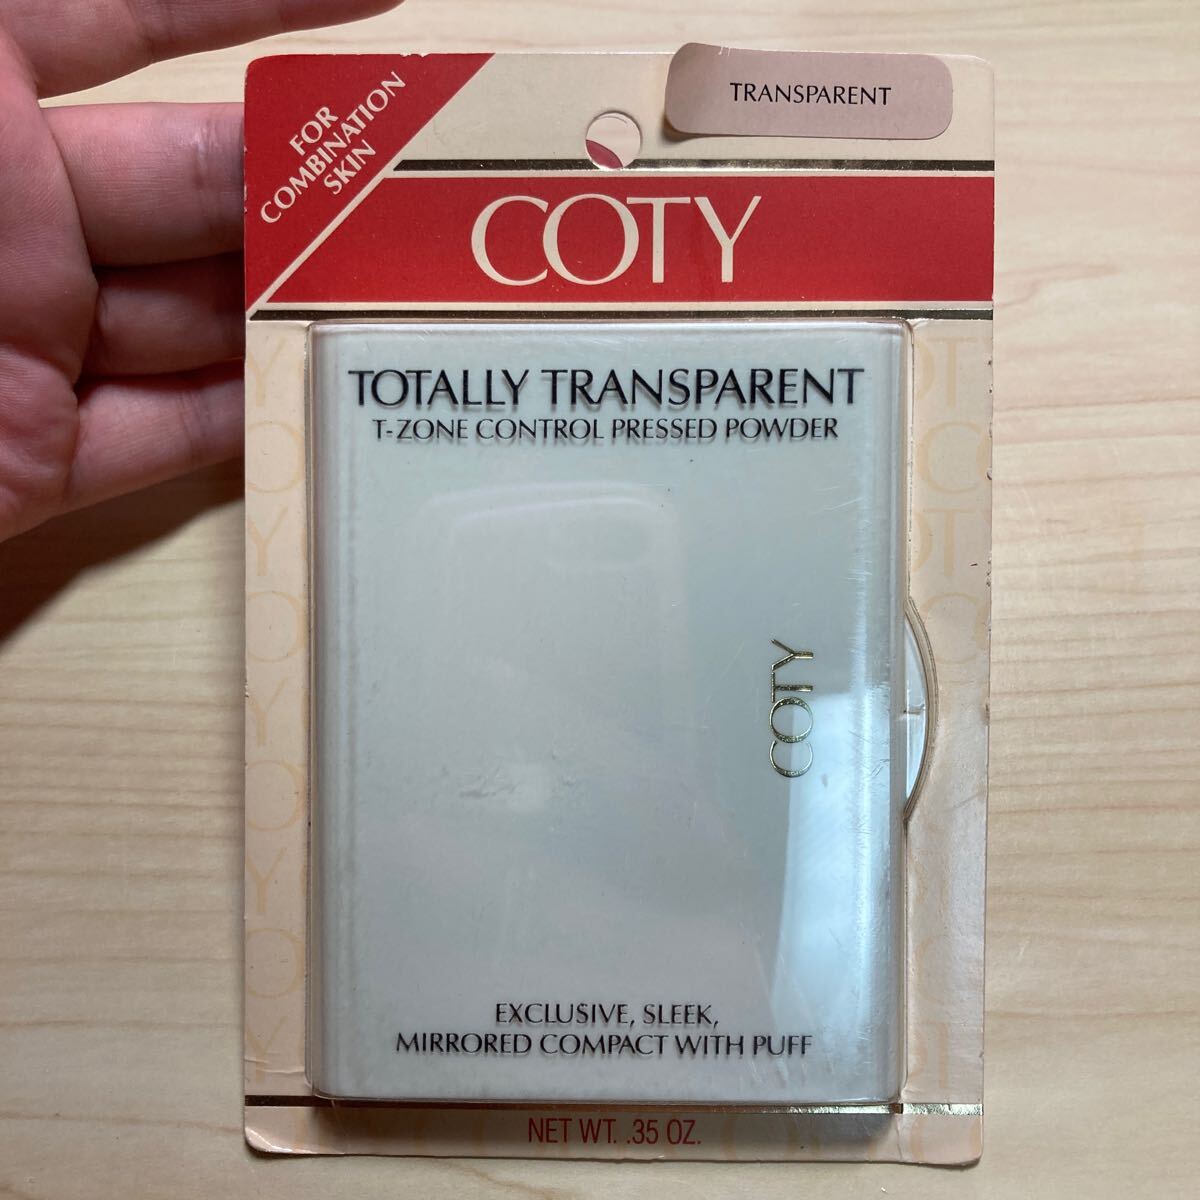 FOR
COMBINATION
SKIN
TRANSPARENT
COTY
TOTALLY TRANSPARENT
T-ZONE CONTROL PRESSED POWDER
COTY
EXCLUSIVE, SLEEK,
MIRRORED COMPACT WITH PUFF
NET WT. .35 OZ.